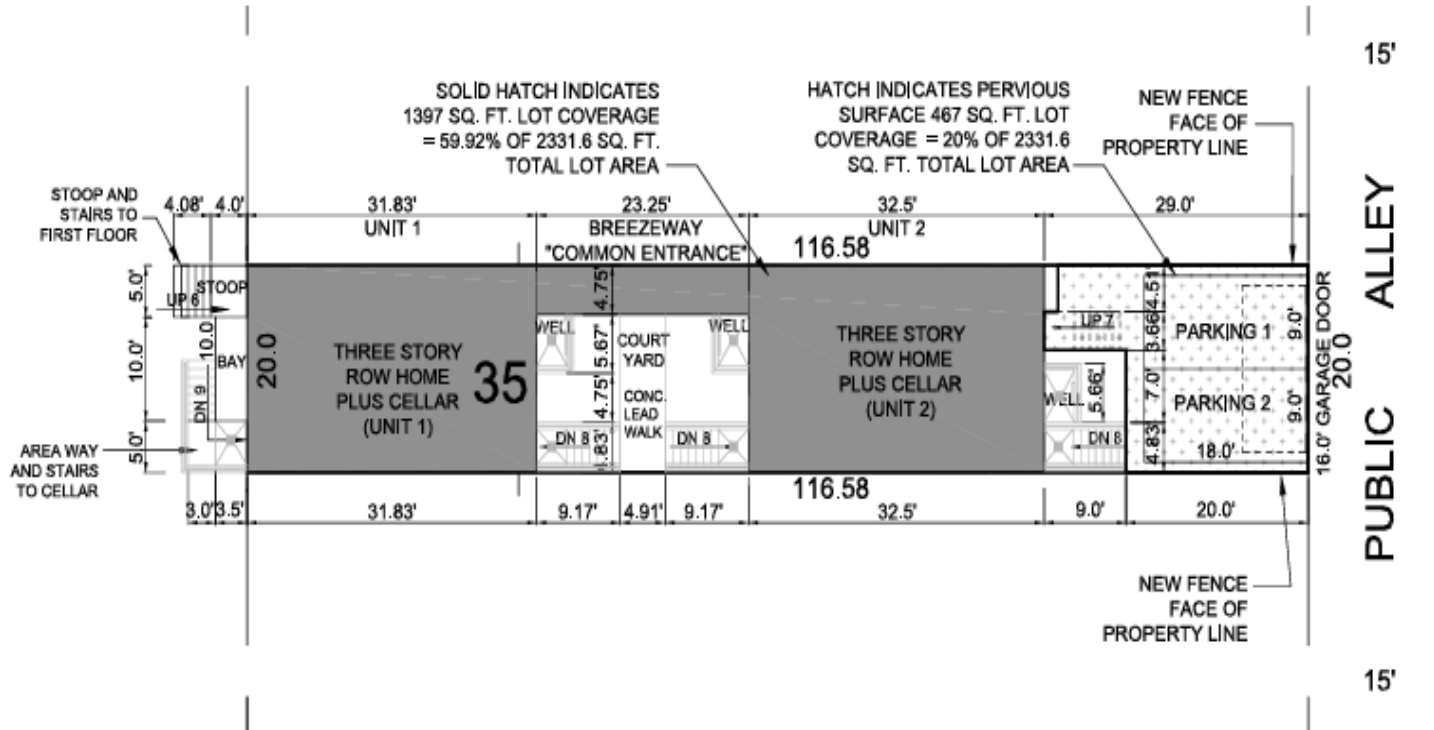 15'
SOLID HATCH INDICATES
1397 SQ. FT. LOT COVERAGE
= 59.92% OF 2331.6 SQ. FT.
TOTAL LOT AREA
HATCH INDICATES PERVIOUS
SURFACE 467 SQ. FT. LOT
COVERAGE = 20% OF 2331.6
SQ. FT. TOTAL LOT AREA
NEW FENCE
FACE OF
PROPERTY LINE
STOOP AND
STAIRS TO
FIRST FLOOR
4.08' 4.0' 31.83' 23.25' 32.5' 29.0'
UNIT 1
BREEZEWAY
"COMMON ENTRANCE"
UNIT 2
116.58
5.0'
UP 6
STOOP
10.0'
10.0
BAY
DN 9
5.0'
20.0
THREE STORY
ROW HOME
PLUS CELLAR
(UNIT 1)
35
4.75'
WELL
5.67'
COURT
YARD
WELL
4.75'
CONC.
LEAD
WALK
DN 8
4.83'
DN 8
THREE STORY
ROW HOME
PLUS CELLAR
(UNIT 2)
4.51'
UP 7
3.66'
PARKING 1
9.0'
WELL
5.66'
7.0'
PARKING 2
9.0'
DN 8
4.83'
18.0'
16.0' GARAGE DOOR
20.0
PUBLIC ALLEY
AREA WAY
AND STAIRS
TO CELLAR
116.58
3.0' 3.5' 31.83' 9.17' 4.91' 9.17' 32.5' 9.0' 20.0'
NEW FENCE
FACE OF
PROPERTY LINE
15'